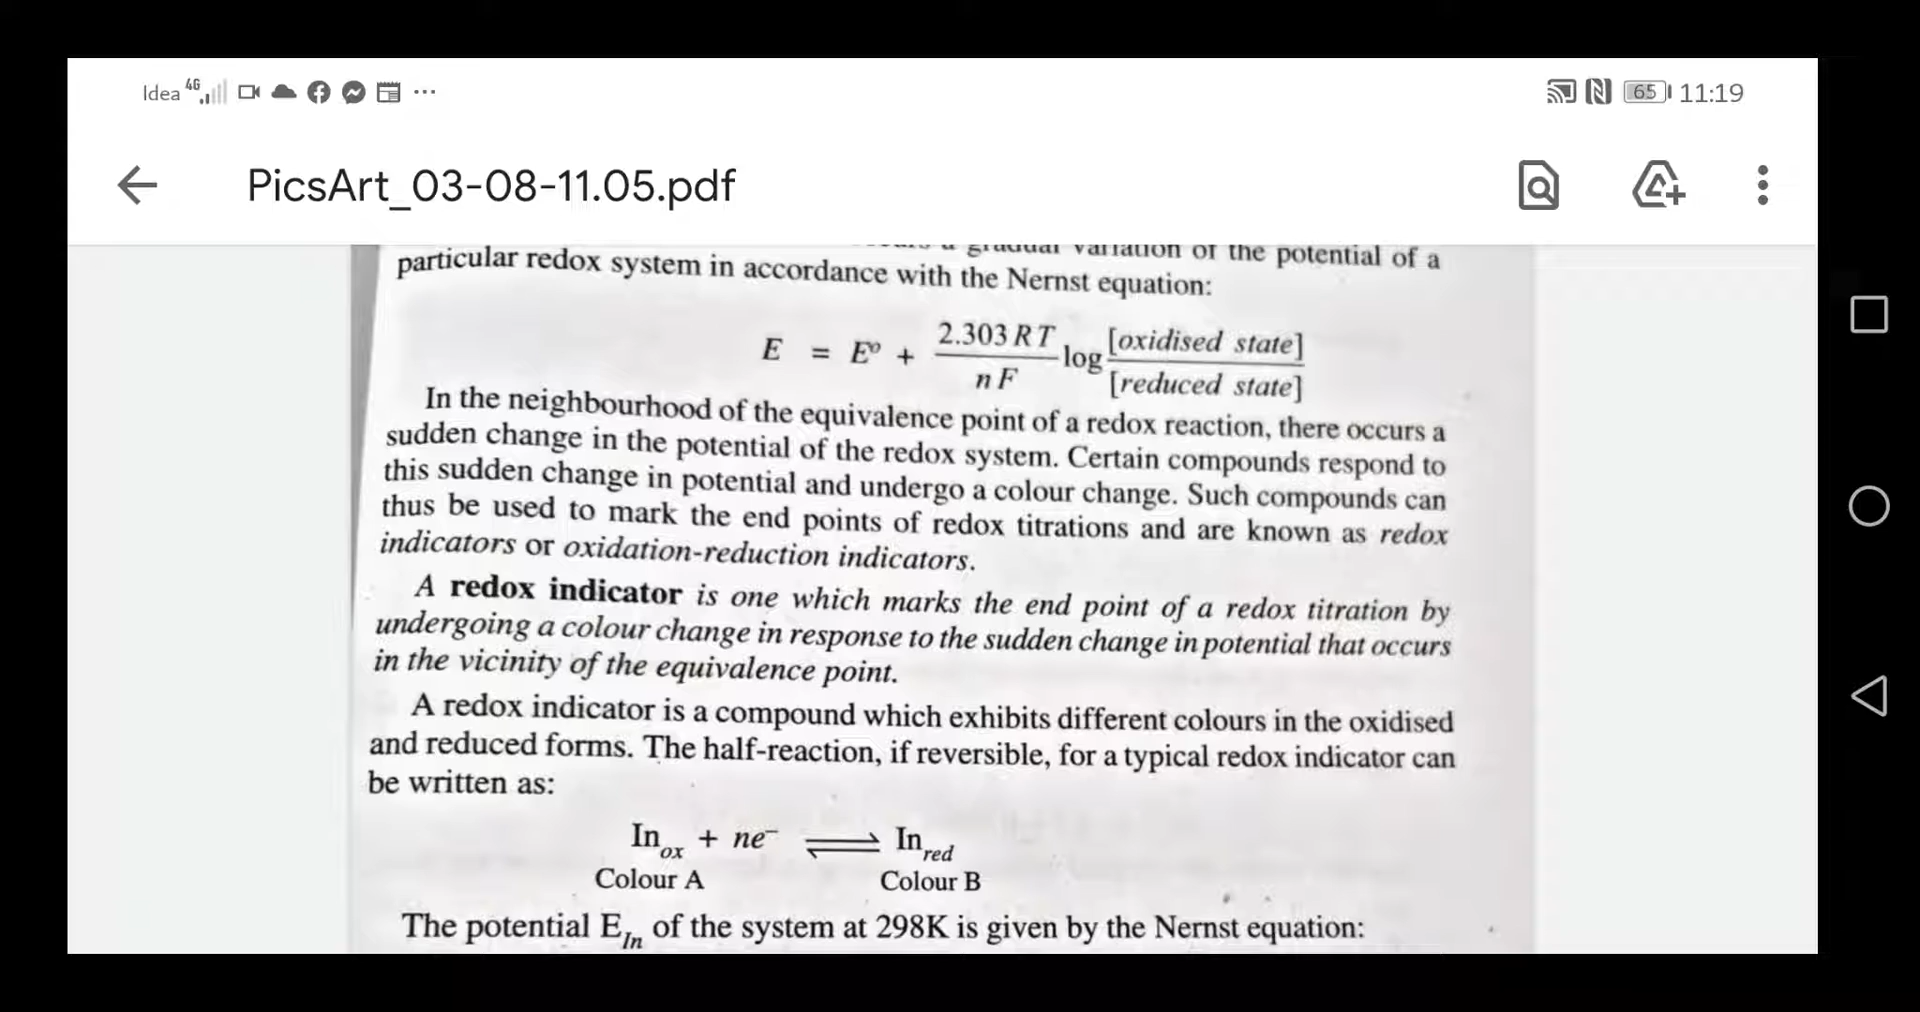 Idea 4G ... 65 11:19
PicsArt_03-08-11.05.pdf
a gradual variation of the potential of a
particular redox system in accordance with the Nernst equation:
E = Eº + 2.303 RT / nF log [oxidised state] / [reduced state]
In the neighbourhood of the equivalence point of a redox reaction, there occurs a
sudden change in the potential of the redox system. Certain compounds respond to
this sudden change in potential and undergo a colour change. Such compounds can
thus be used to mark the end points of redox titrations and are known as redox
indicators or oxidation-reduction indicators.
A redox indicator is one which marks the end point of a redox titration by
undergoing a colour change in response to the sudden change in potential that occurs
in the vicinity of the equivalence point.
A redox indicator is a compound which exhibits different colours in the oxidised
and reduced forms. The half-reaction, if reversible, for a typical redox indicator can
be written as:
In ox + ne⁻ ⇌ In red
Colour A Colour B
The potential E In of the system at 298K is given by the Nernst equation: